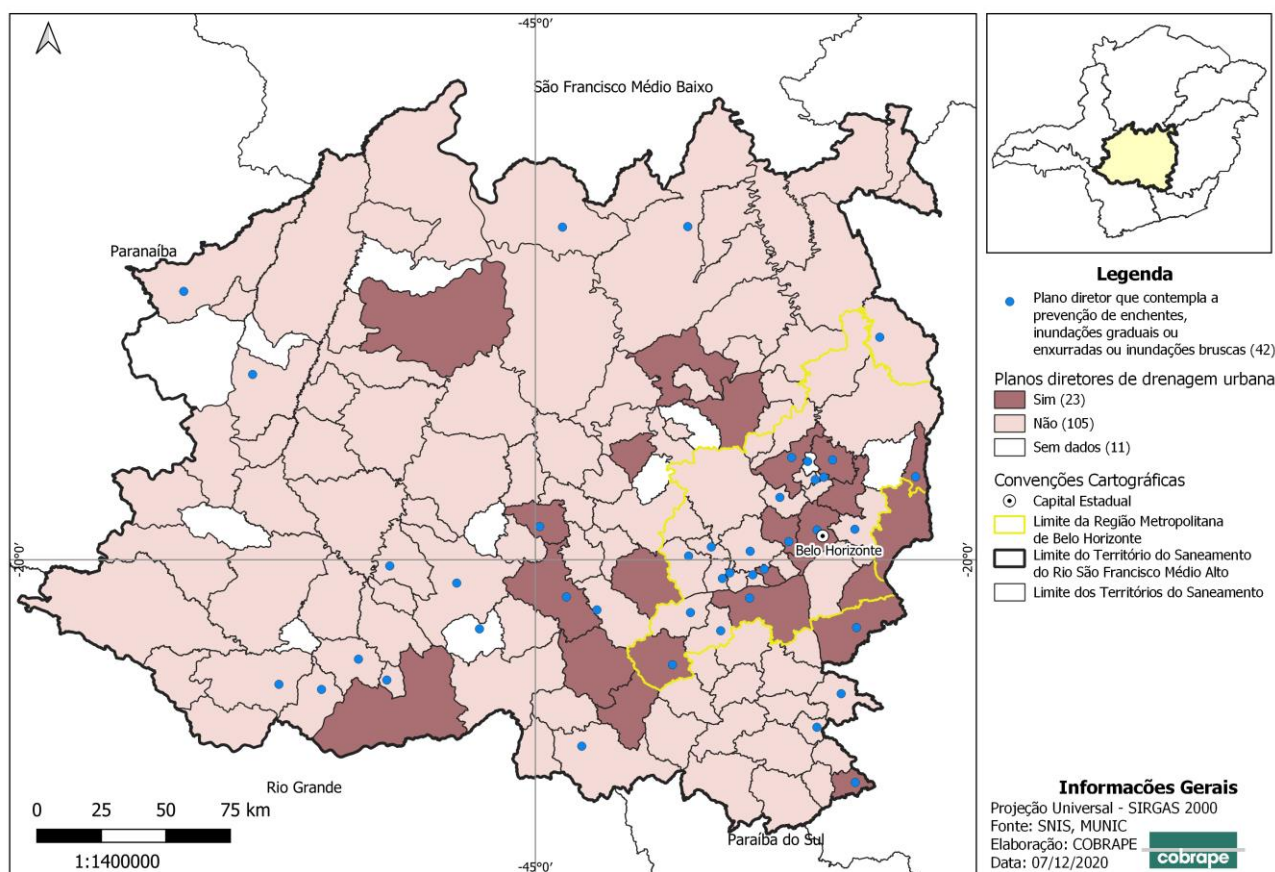 -45°0'
São Francisco Médio Baixo
Paranaíba
-20°0'
-20°0'
Belo Horizonte
Rio Grande
Paraíba do Sul
-45°0'
0 25 50 75 km
1:1400000
Legenda
Plano diretor que contempla a
prevenção de enchentes,
inundações graduais ou
enxurradas ou inundações bruscas (42)
Planos diretores de drenagem urbana
Sim (23)
Não (105)
Sem dados (11)
Convenções Cartográficas
Capital Estadual
Limite da Região Metropolitana
de Belo Horizonte
Limite do Território do Saneamento
do Rio São Francisco Médio Alto
Limite dos Territórios do Saneamento
Informações Gerais
Projeção Universal - SIRGAS 2000
Fonte: SNIS, MUNIC
Elaboração: COBRAPE
Data: 07/12/2020
cobrape